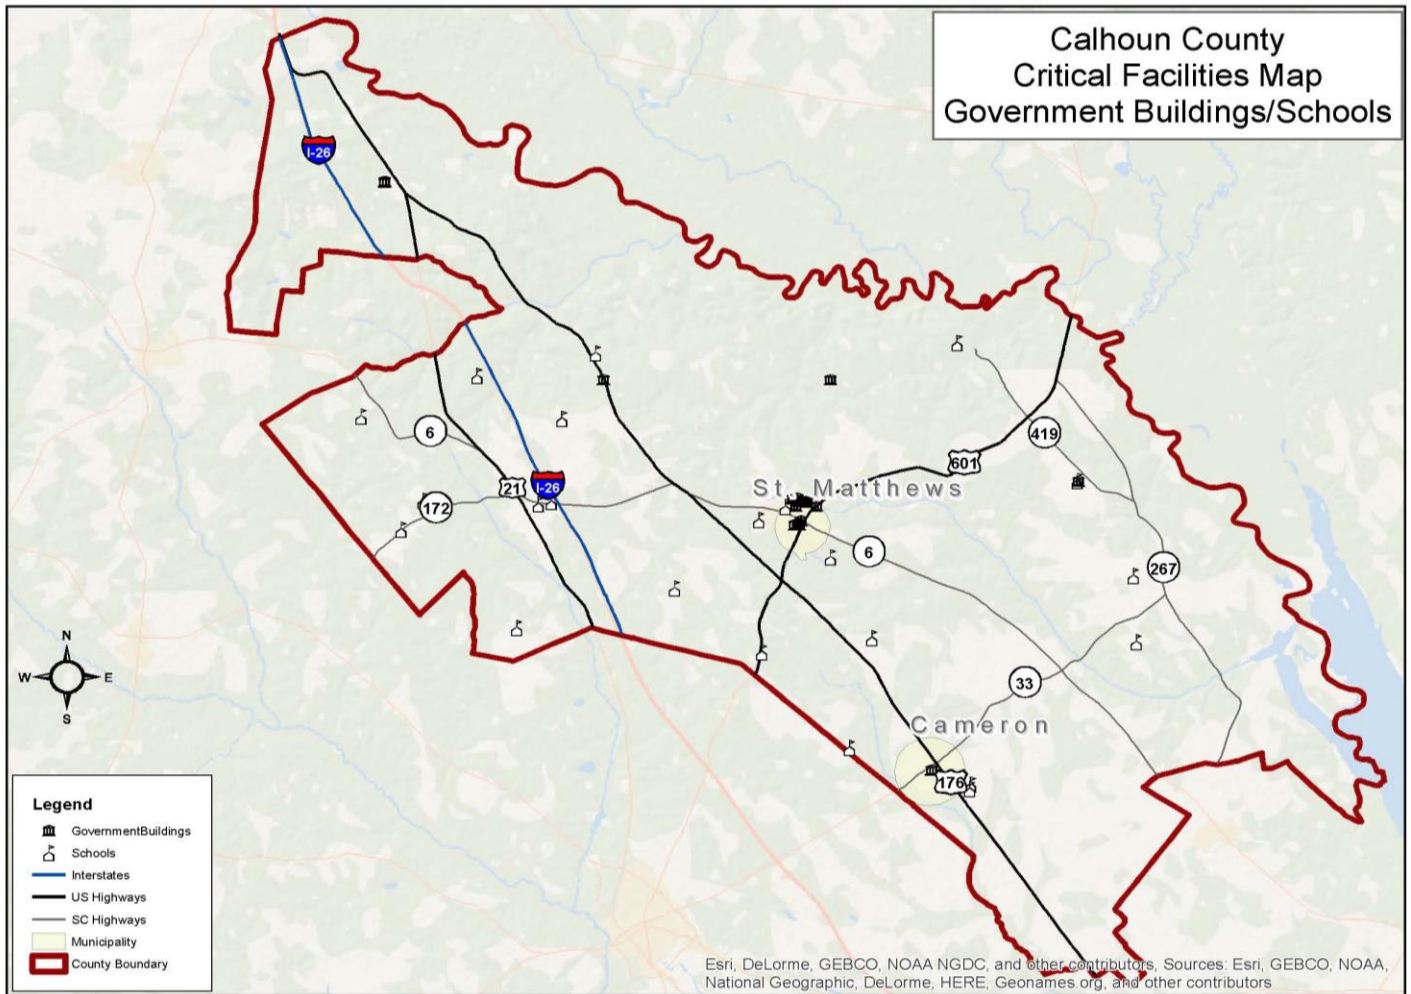 Calhoun County
Critical Facilities Map
Government Buildings/Schools
I-26
6
21
I-26
172
St. Matthews
601
419
6
267
33
Cameron
176
N
W E
S
Legend
GovernmentBuildings
Schools
Interstates
US Highways
SC Highways
Municipality
County Boundary
Esri, DeLorme, GEBCO, NOAA NGDC, and other contributors, Sources: Esri, GEBCO, NOAA,
National Geographic, DeLorme, HERE, Geonames.org, and other contributors